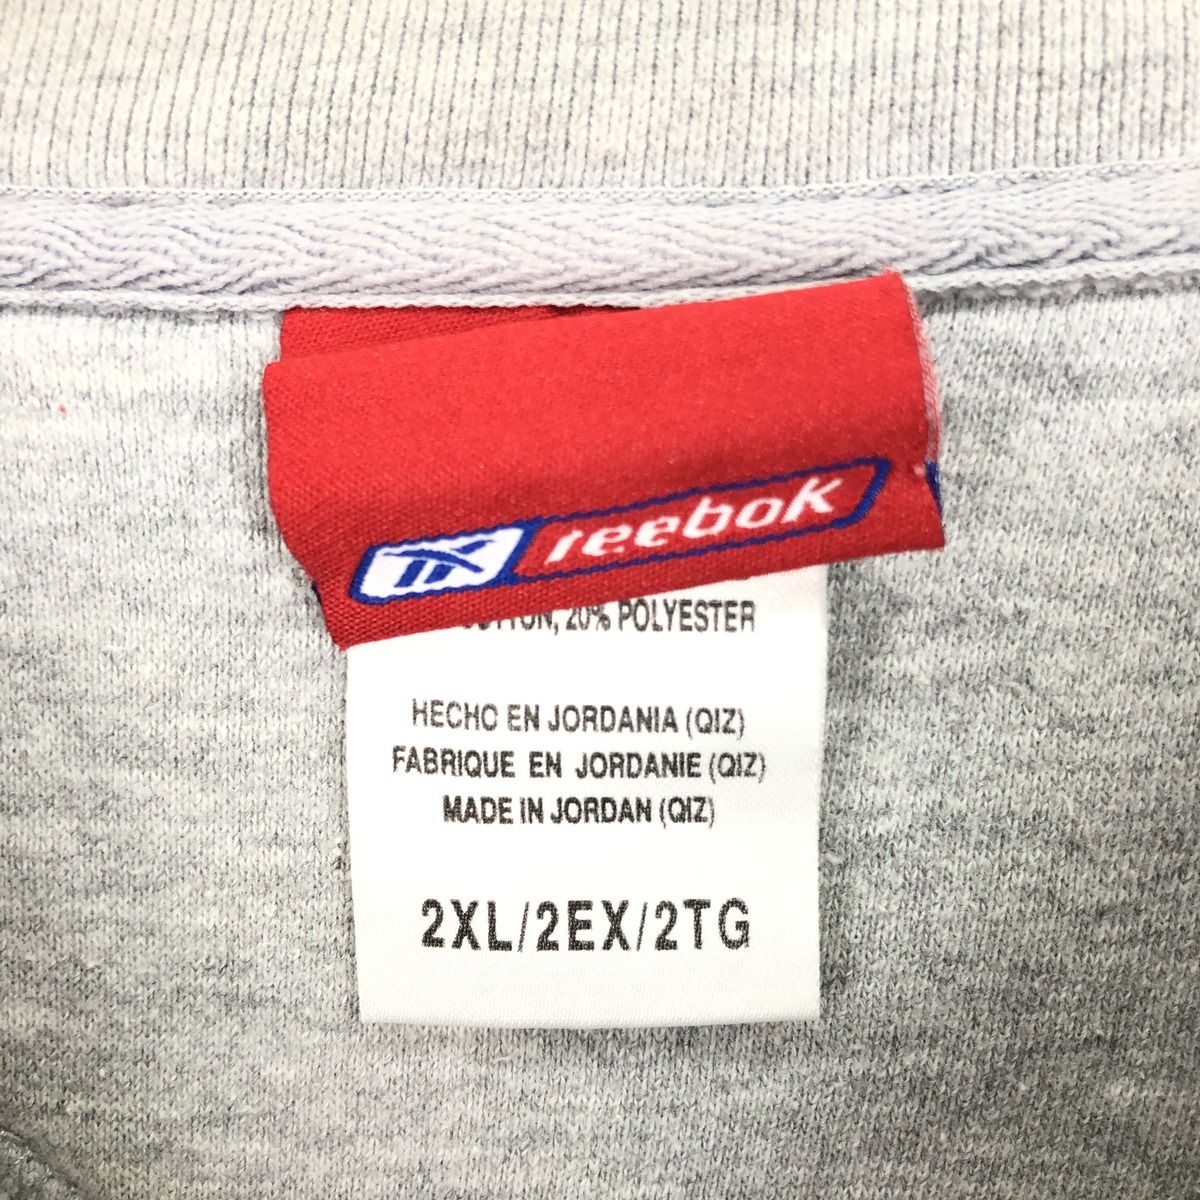 reebok
COTTON, 20% POLYESTER
HECHO EN JORDANIA (QIZ)
FABRIQUE EN JORDANIE (QIZ)
MADE IN JORDAN (QIZ)
2XL/2EX/2TG